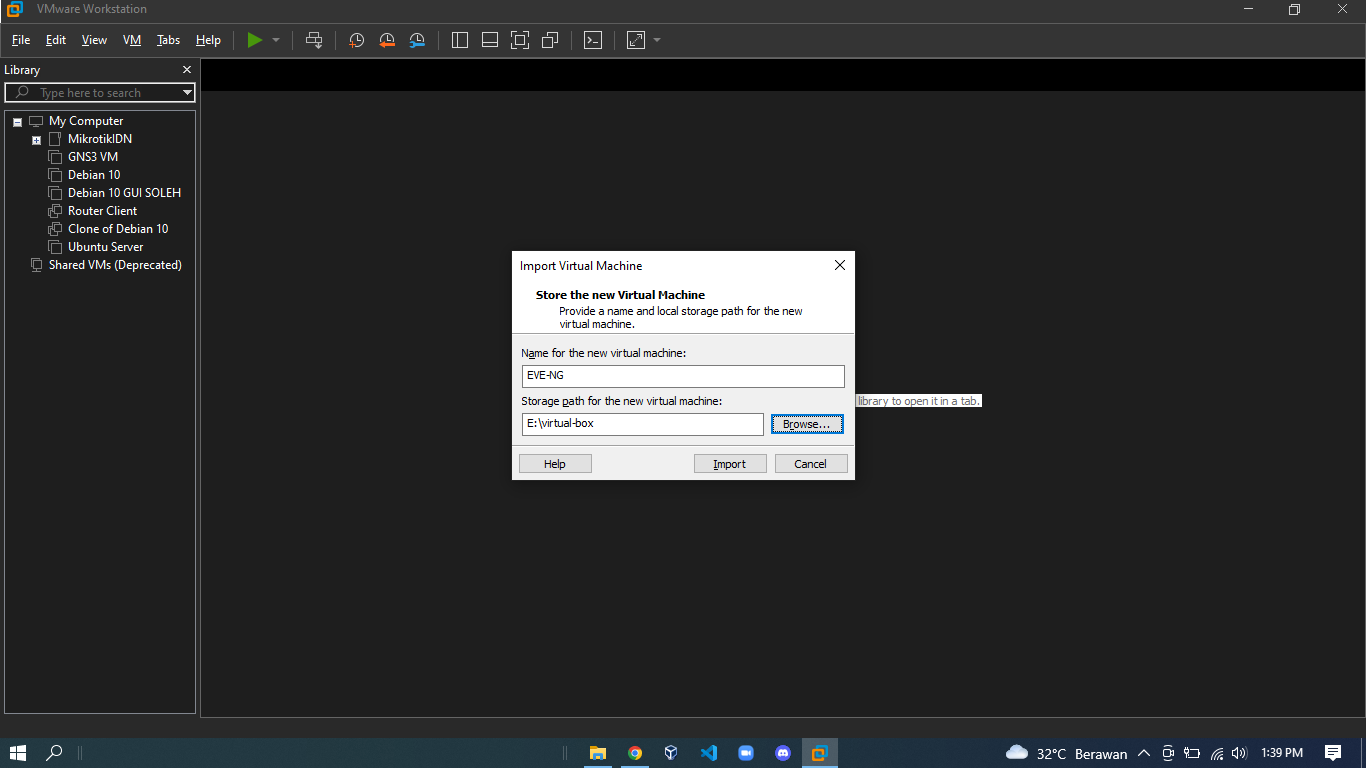 VMware Workstation
File Edit View VM Tabs Help
Library
Type here to search
My Computer
MikrotikIDN
GNS3 VM
Debian 10
Debian 10 GUI SOLEH
Router Client
Clone of Debian 10
Ubuntu Server
Shared VMs (Deprecated)
Import Virtual Machine
Store the new Virtual Machine
Provide a name and local storage path for the new
virtual machine.
Name for the new virtual machine:
EVE-NG
Storage path for the new virtual machine:
library to open it in a tab.
E:\virtual-box
Browse...
Help
Import
Cancel
32°C Berawan
1:39 PM